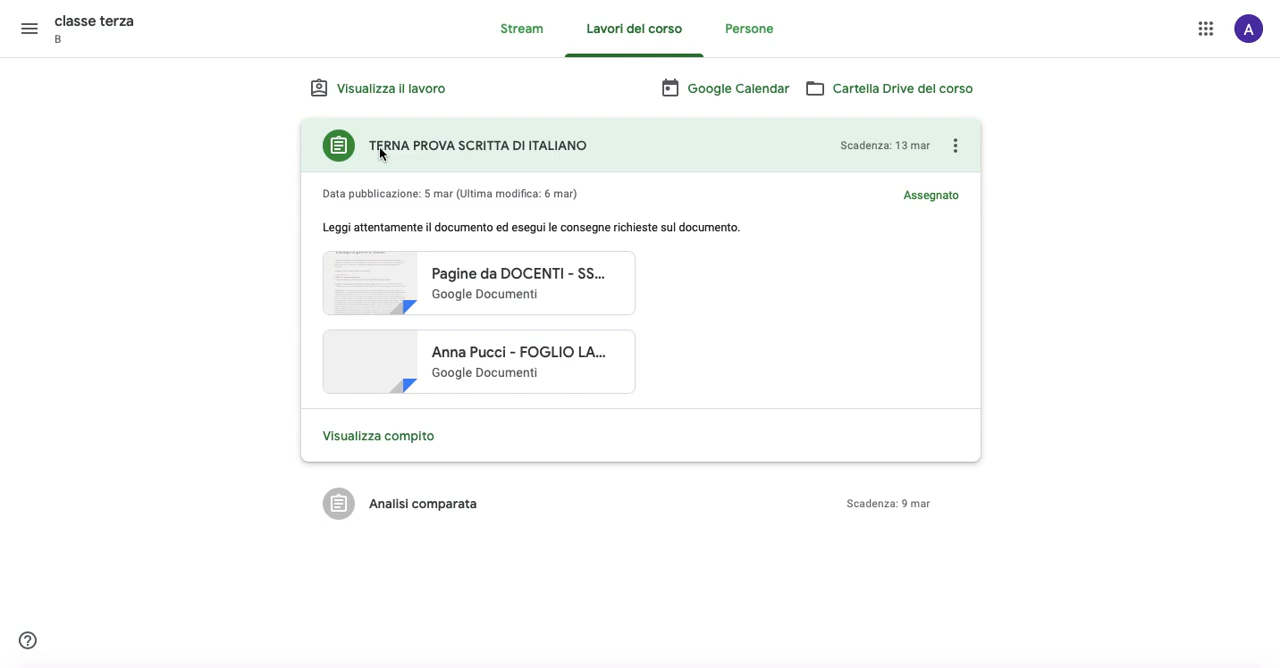 classe terza
B
Stream
Lavori del corso
Persone
A
Visualizza il lavoro
Google Calendar
Cartella Drive del corso
TERNA PROVA SCRITTA DI ITALIANO
Scadenza: 13 mar
Data pubblicazione: 5 mar (Ultima modifica: 6 mar)
Assegnato
Leggi attentamente il documento ed esegui le consegne richieste sul documento.
Pagine da DOCENTI - SS...
Google Documenti
Anna Pucci - FOGLIO LA...
Google Documenti
Visualizza compito
Analisi comparata
Scadenza: 9 mar